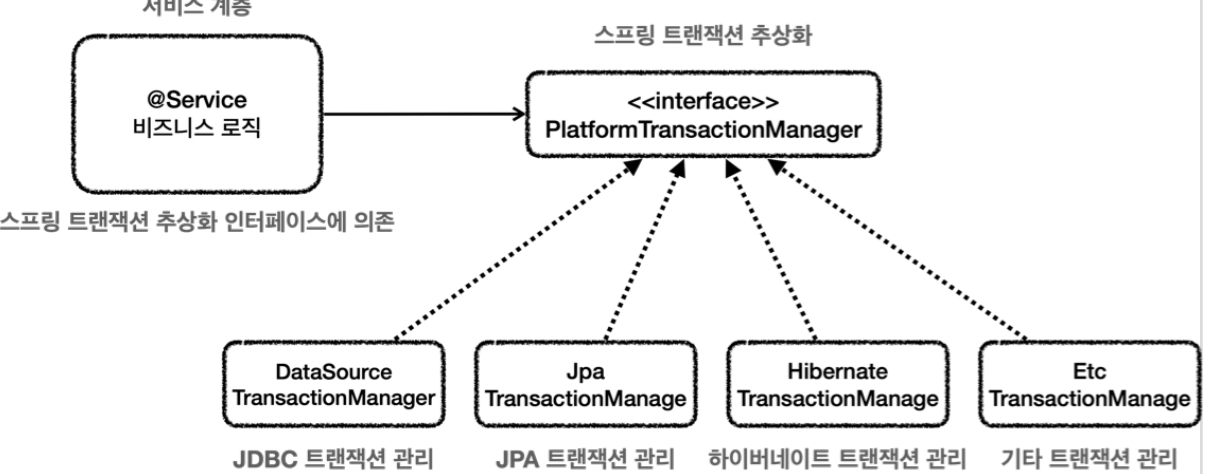 서비스 계층
스프링 트랜잭션 추상화
@Service
비즈니스 로직
<<interface>>
PlatformTransactionManager
스프링 트랜잭션 추상화 인터페이스에 의존
DataSource
TransactionManager
Jpa
TransactionManage
Hibernate
TransactionManage
Etc
TransactionManage
JDBC 트랜잭션 관리
JPA 트랜잭션 관리
하이버네이트 트랜잭션 관리
기타 트랜잭션 관리